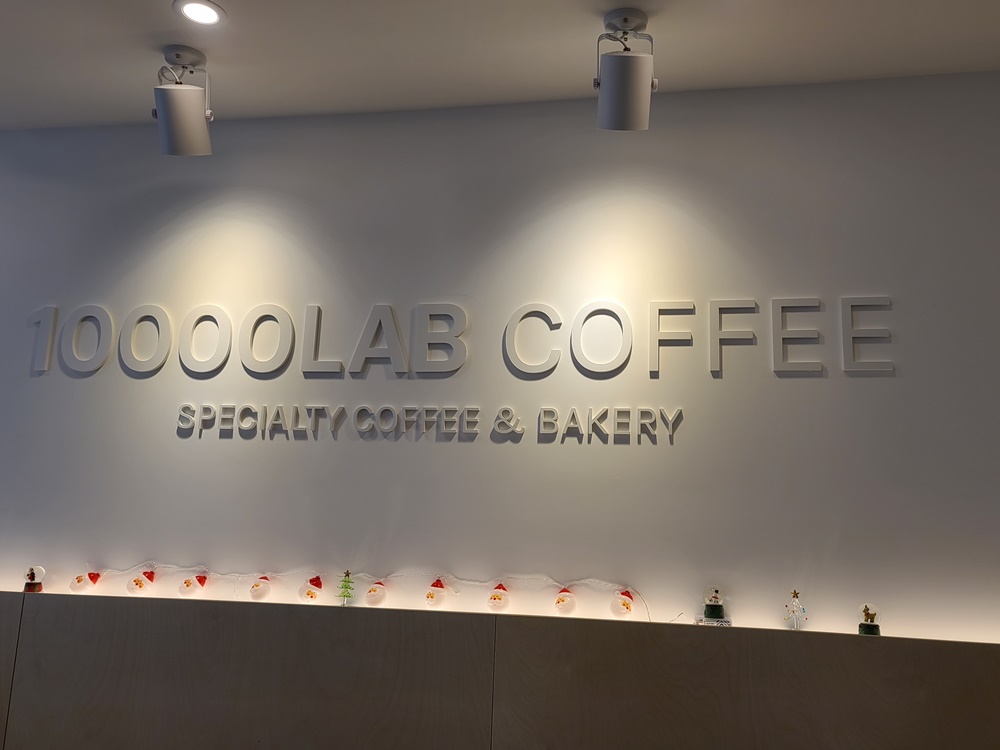 10000LAB COFFEE
SPECIALTY COFFEE & BAKERY